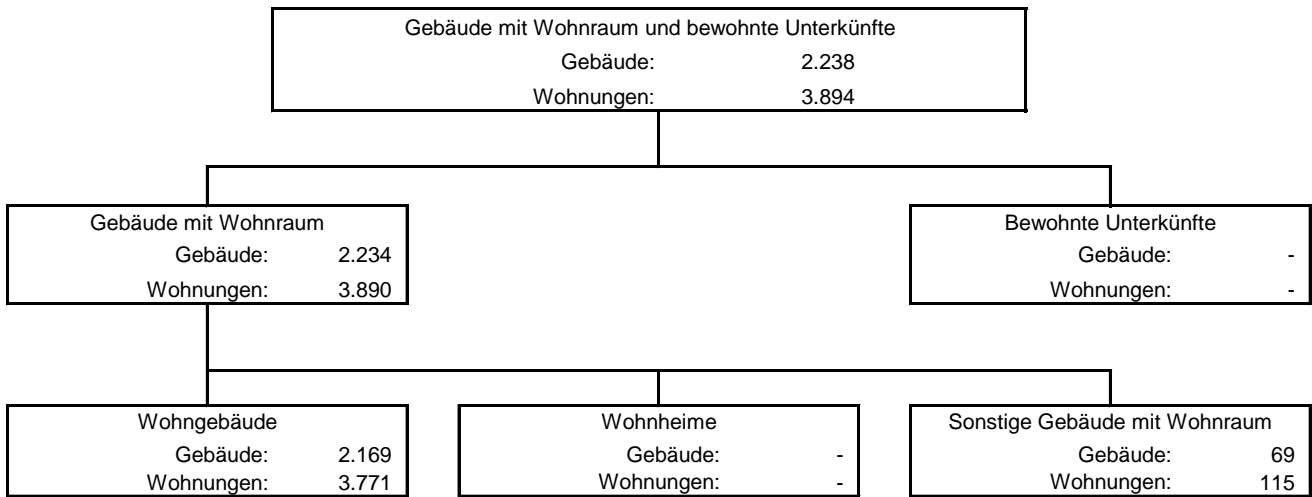 Gebäude mit Wohnraum und bewohnte Unterkünfte
Gebäude: 2.238
Wohnungen: 3.894
Gebäude mit Wohnraum
Gebäude: 2.234
Wohnungen: 3.890
Bewohnte Unterkünfte
Gebäude: -
Wohnungen: -
Wohngebäude
Gebäude: 2.169
Wohnungen: 3.771
Wohnheime
Gebäude: -
Wohnungen: -
Sonstige Gebäude mit Wohnraum
Gebäude: 69
Wohnungen: 115